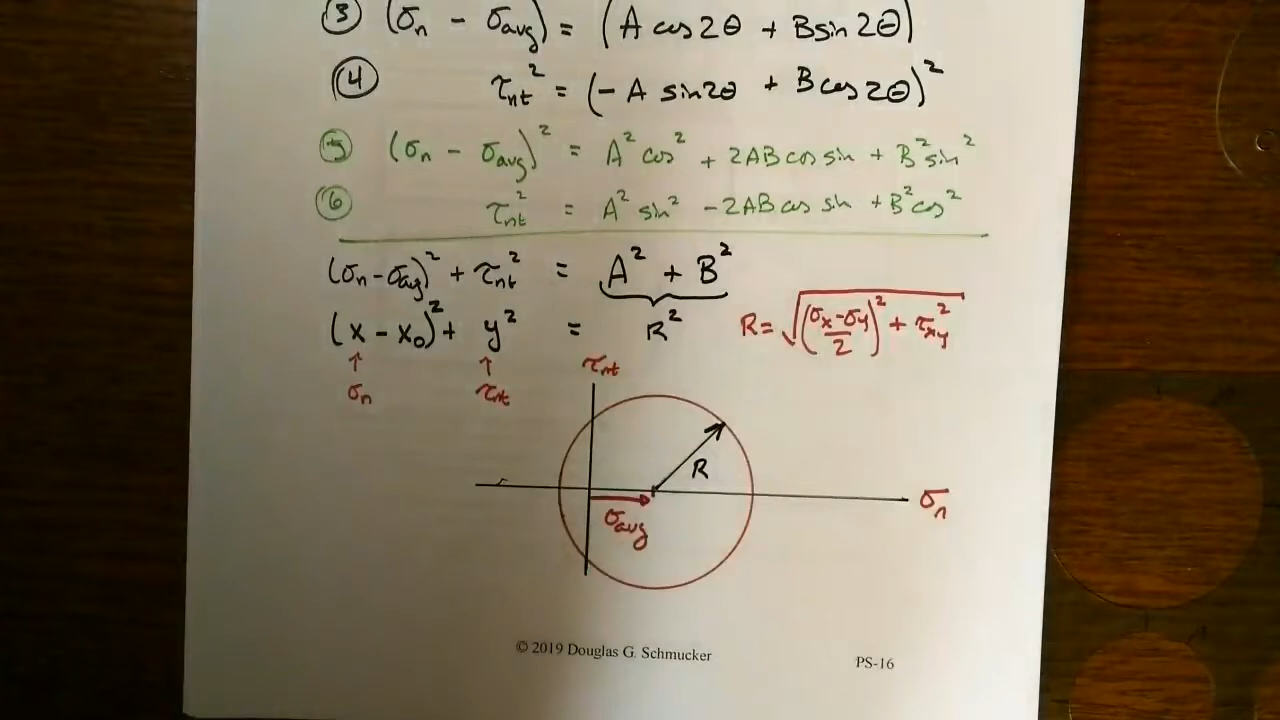 ③ (σn − σavg) = (A cos 2θ + B sin 2θ)
④ τnt² = (− A sin 2θ + B cos 2θ)²
⑤ (σn − σavg)² = A² cos² + 2AB cos sin + B² sin²
⑥ τnt² = A² sin² − 2AB cos sin + B² cos²
(σn − σavg)² + τnt² = A² + B²
(x − x₀)² + y² = R² R = √((σx − σy)/2)² + τxy²
↑ ↑ τnt
σn τnt
R
σavg σn
© 2019 Douglas G. Schmucker
PS-16